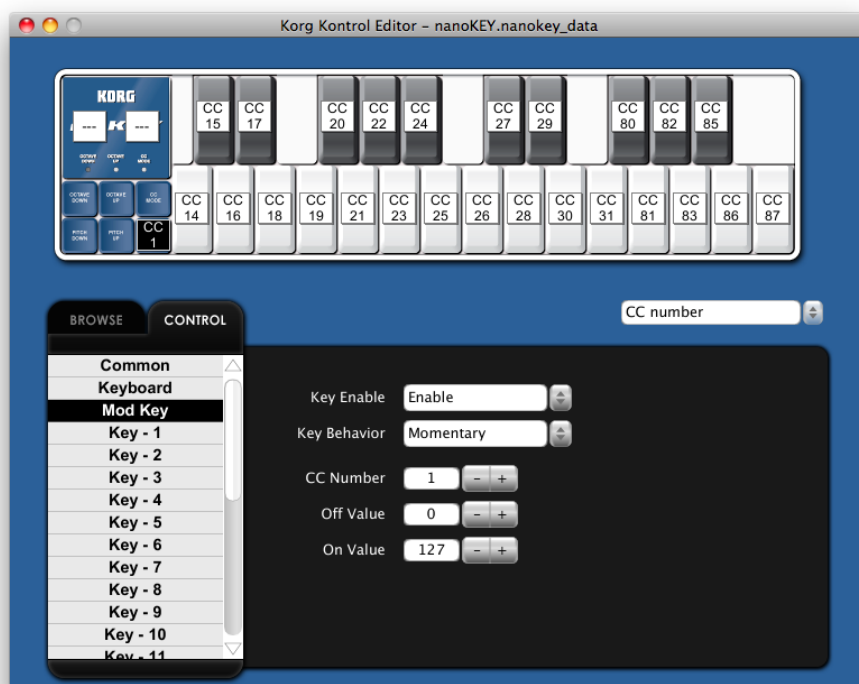 Korg Kontrol Editor – nanoKEY.nanokey_data
KORG
--- K ---
OCTAVE DOWN OCTAVE UP CC MODE
CC 15 CC 17 CC 20 CC 22 CC 24 CC 27 CC 29 CC 80 CC 82 CC 85
OCTAVE DOWN OCTAVE UP CC MODE
CC 14 CC 16 CC 18 CC 19 CC 21 CC 23 CC 25 CC 26 CC 28 CC 30 CC 31 CC 81 CC 83 CC 86 CC 87
PITCH DOWN PITCH UP CC 1
BROWSE CONTROL
CC number
Common
Keyboard
Mod Key
Key - 1
Key - 2
Key - 3
Key - 4
Key - 5
Key - 6
Key - 7
Key - 8
Key - 9
Key - 10
Key - 11
Key Enable Enable
Key Behavior Momentary
CC Number 1 - +
Off Value 0 - +
On Value 127 - +